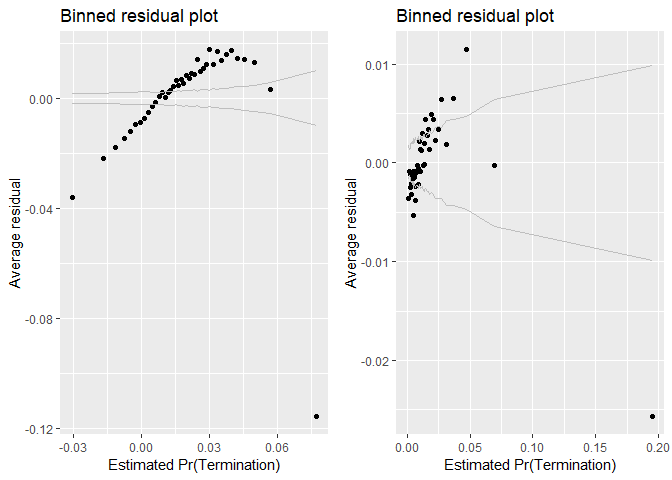 Binned residual plot
0.00
-0.04
-0.08
-0.12
Average residual
-0.03
0.00
0.03
0.06
Estimated Pr(Termination)
Binned residual plot
0.01
0.00
-0.01
-0.02
Average residual
0.00
0.05
0.10
0.15
0.20
Estimated Pr(Termination)